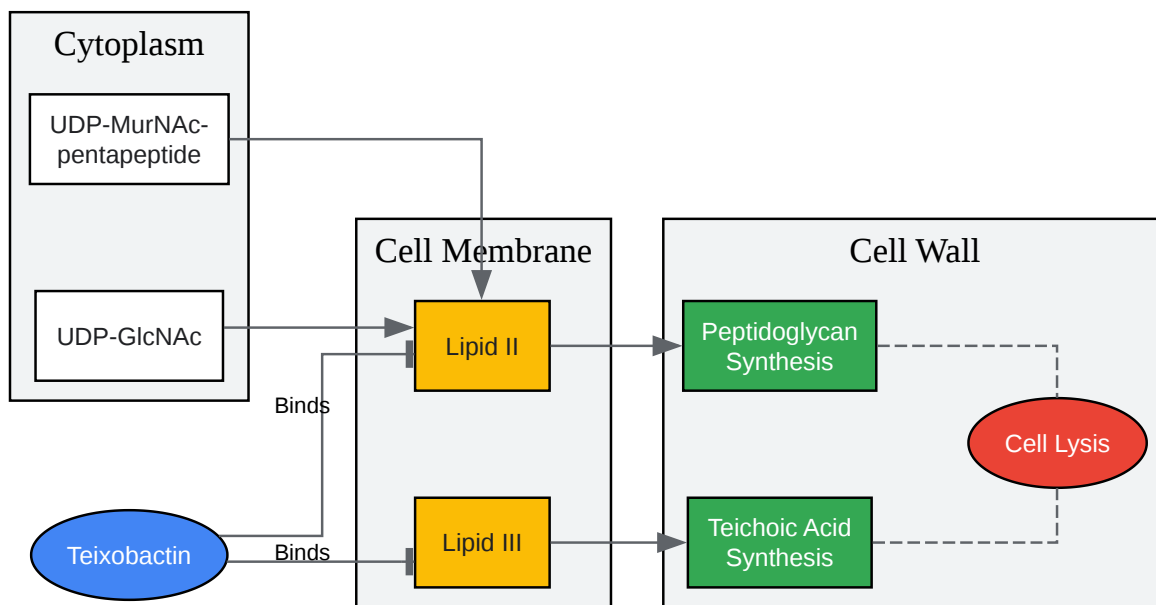 Cytoplasm
UDP-MurNAc-
pentapeptide
UDP-GlcNAc
Cell Membrane
Lipid II
Lipid III
Cell Wall
Peptidoglycan
Synthesis
Teichoic Acid
Synthesis
Cell Lysis
Binds
Binds
Teixobactin